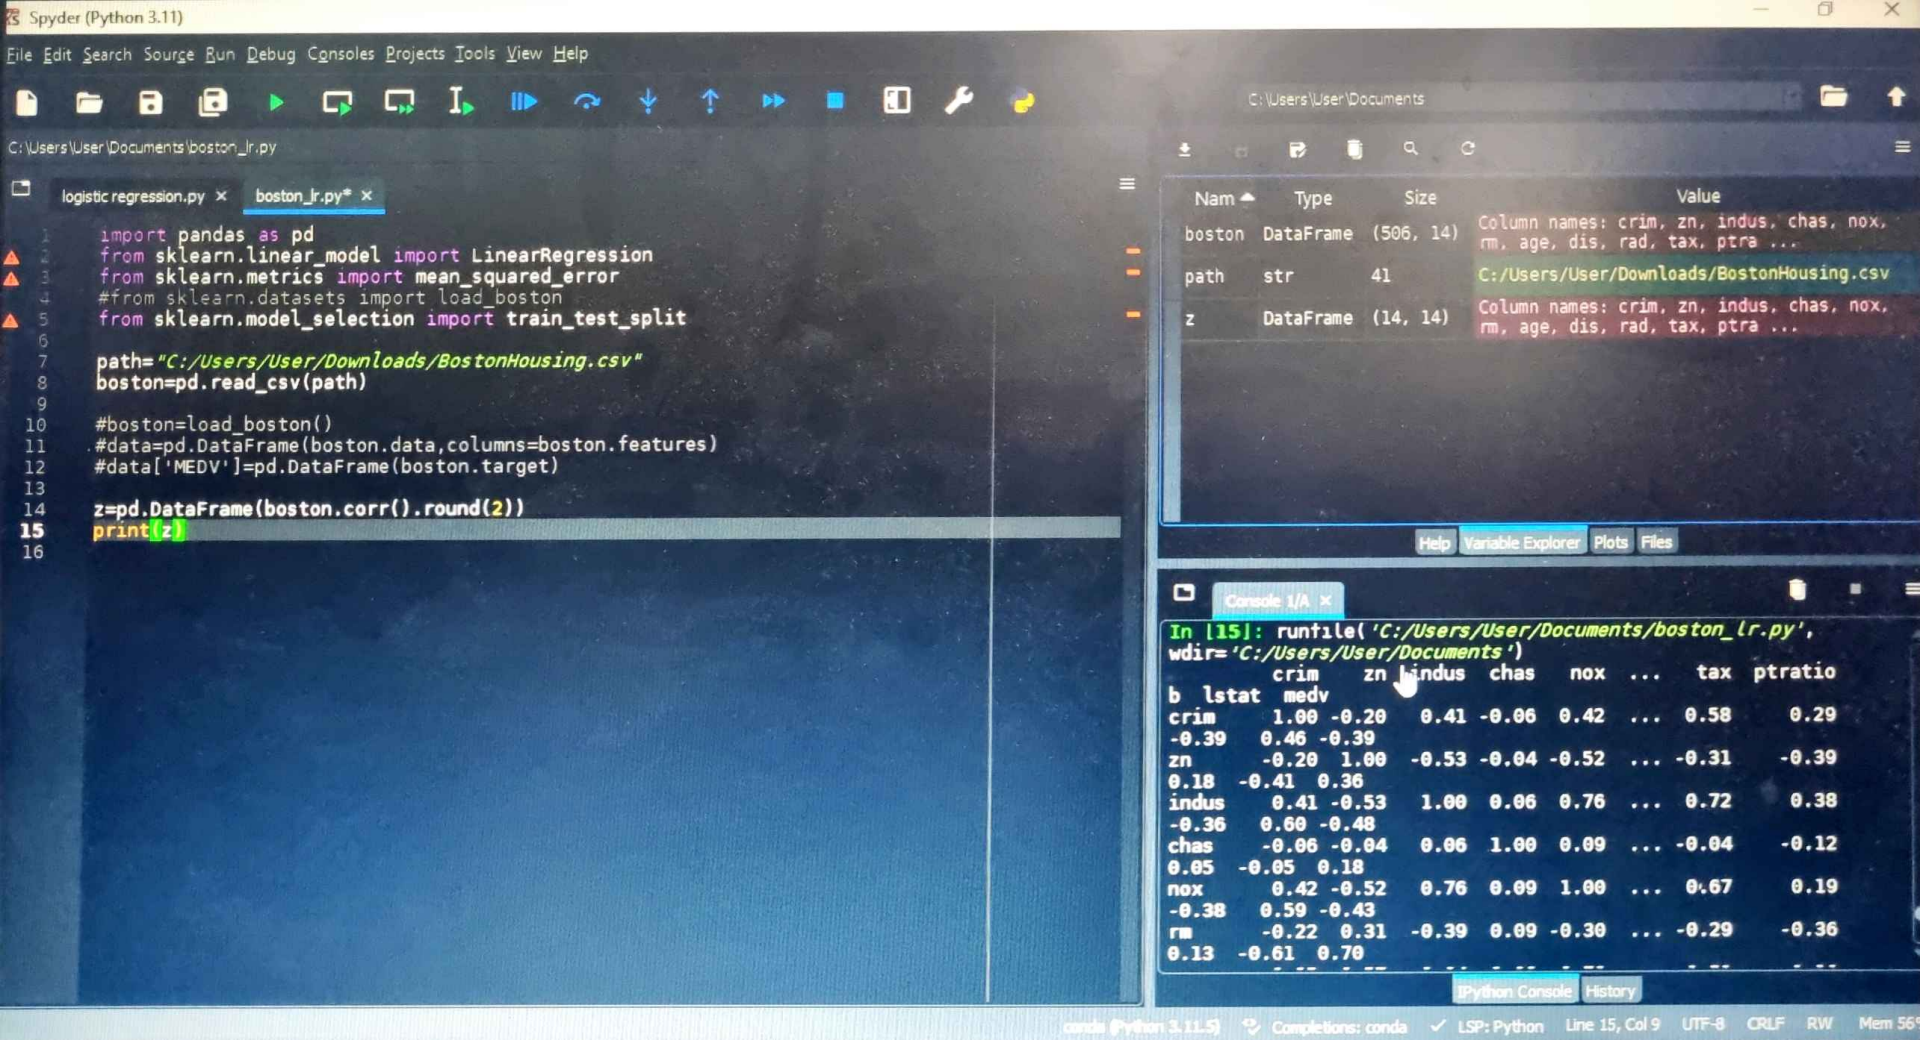 Spyder (Python 3.11)
File Edit Search Source Run Debug Consoles Projects Tools View Help
C:\Users\User\Documents
C:\Users\User\Documents\boston_lr.py
logistic regression.py
boston_lr.py*
1 import pandas as pd
2 from sklearn.linear_model import LinearRegression
3 from sklearn.metrics import mean_squared_error
4 #from sklearn.datasets import load_boston
5 from sklearn.model_selection import train_test_split
6
7 path="C:/Users/User/Downloads/BostonHousing.csv"
8 boston=pd.read_csv(path)
9
10 #boston=load_boston()
11 #data=pd.DataFrame(boston.data,columns=boston.features)
12 #data['MEDV']=pd.DataFrame(boston.target)
13
14 z=pd.DataFrame(boston.corr().round(2))
15 print(z)
16
Nam Type Size Value
boston DataFrame (506, 14) Column names: crim, zn, indus, chas, nox,
rm, age, dis, rad, tax, ptra ...
path str 41 C:/Users/User/Downloads/BostonHousing.csv
z DataFrame (14, 14) Column names: crim, zn, indus, chas, nox,
rm, age, dis, rad, tax, ptra ...
Help Variable Explorer Plots Files
Console 1/A
In [15]: runfile('C:/Users/User/Documents/boston_lr.py',
wdir='C:/Users/User/Documents')
crim zn indus chas nox ... tax ptratio
b lstat medv
crim 1.00 -0.20 0.41 -0.06 0.42 ... 0.58 0.29
-0.39 0.46 -0.39
zn -0.20 1.00 -0.53 -0.04 -0.52 ... -0.31 -0.39
0.18 -0.41 0.36
indus 0.41 -0.53 1.00 0.06 0.76 ... 0.72 0.38
-0.36 0.60 -0.48
chas -0.06 -0.04 0.06 1.00 0.09 ... -0.04 -0.12
0.05 -0.05 0.18
nox 0.42 -0.52 0.76 0.09 1.00 ... 0.67 0.19
-0.38 0.59 -0.43
rm -0.22 0.31 -0.39 0.09 -0.30 ... -0.29 -0.36
0.13 -0.61 0.70
IPython Console History
conda (Python 3.11.5) Completions: conda LSP: Python Line 15, Col 9 UTF-8 CRLF RW Mem 56%